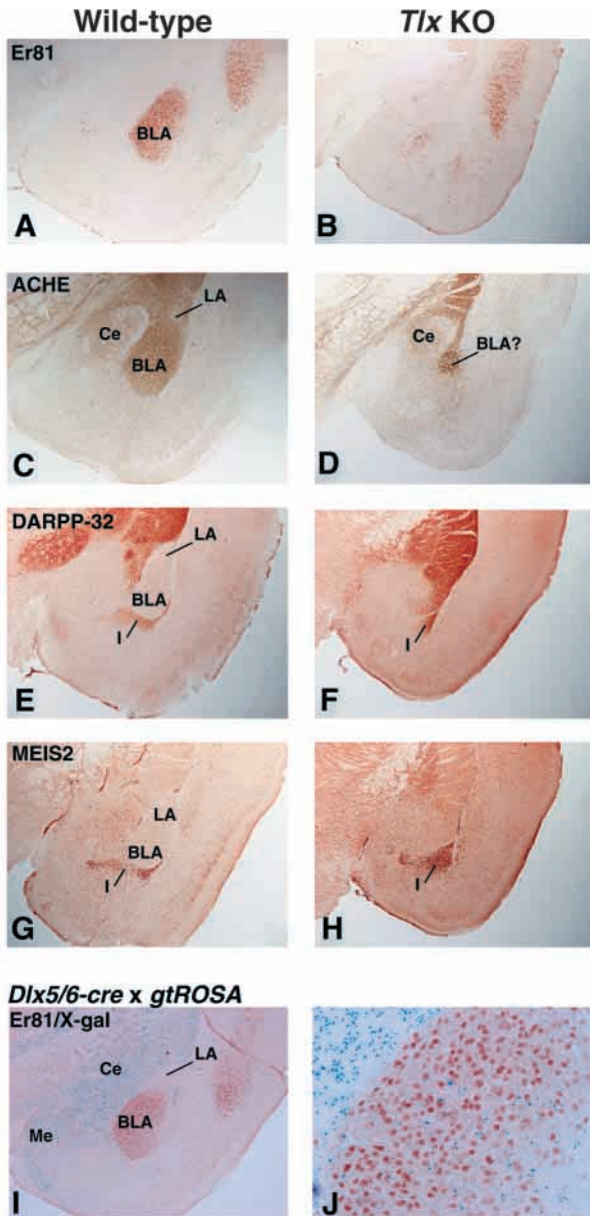 Wild-type
Tlx KO
Er81
BLA
A
B
ACHE
LA
Ce
BLA
C
Ce
BLA?
D
DARPP-32
LA
BLA
I
E
I
F
MEIS2
LA
BLA
I
G
I
H
Dlx5/6-cre x gtROSA
Er81/X-gal
Ce
LA
BLA
Me
I
J